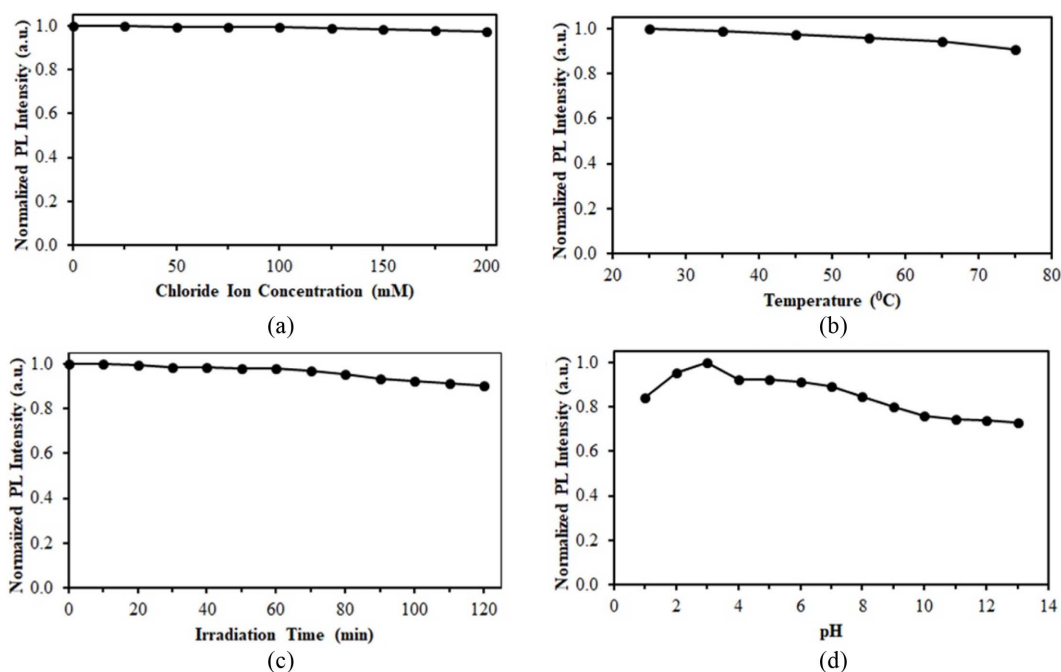 Normalized PL Intensity (a.u.)
1.0
0.8
0.6
0.4
0.2
0.0
0 50 100 150 200
Chloride Ion Concentration (mM)
(a)
Normalized PL Intensity (a.u.)
1.0
0.8
0.6
0.4
0.2
0.0
20 30 40 50 60 70 80
Temperature (⁰C)
(b)
Normaiized PL Intensity (a.u.)
1.0
0.8
0.6
0.4
0.2
0.0
0 20 40 60 80 100 120
Irradiation Time (min)
(c)
Normalized PL Intensity (a.u.)
1.0
0.8
0.6
0.4
0.2
0.0
0 2 4 6 8 10 12 14
pH
(d)